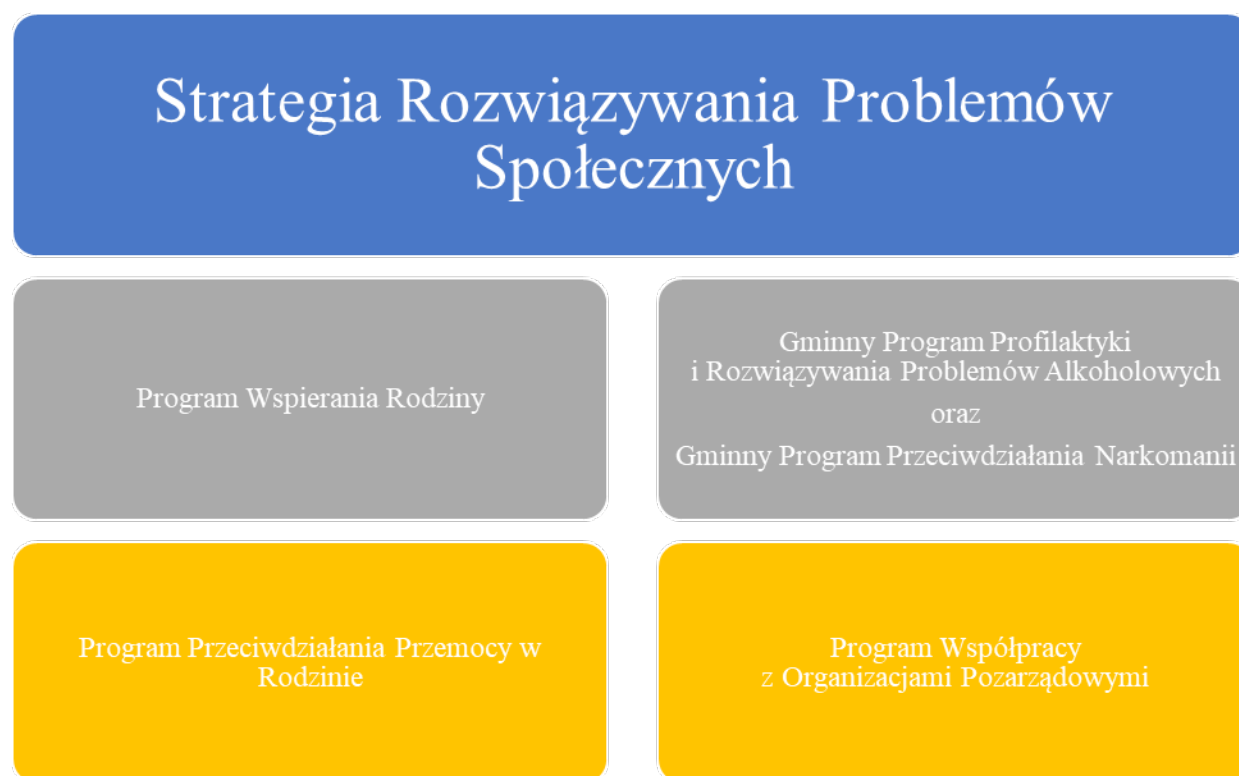 Strategia Rozwiązywania Problemów
Społecznych
Program Wspierania Rodziny
Gminny Program Profilaktyki
i Rozwiązywania Problemów Alkoholowych
oraz
Gminny Program Przeciwdziałania Narkomanii
Program Przeciwdziałania Przemocy w
Rodzinie
Program Współpracy
z Organizacjami Pozarządowymi